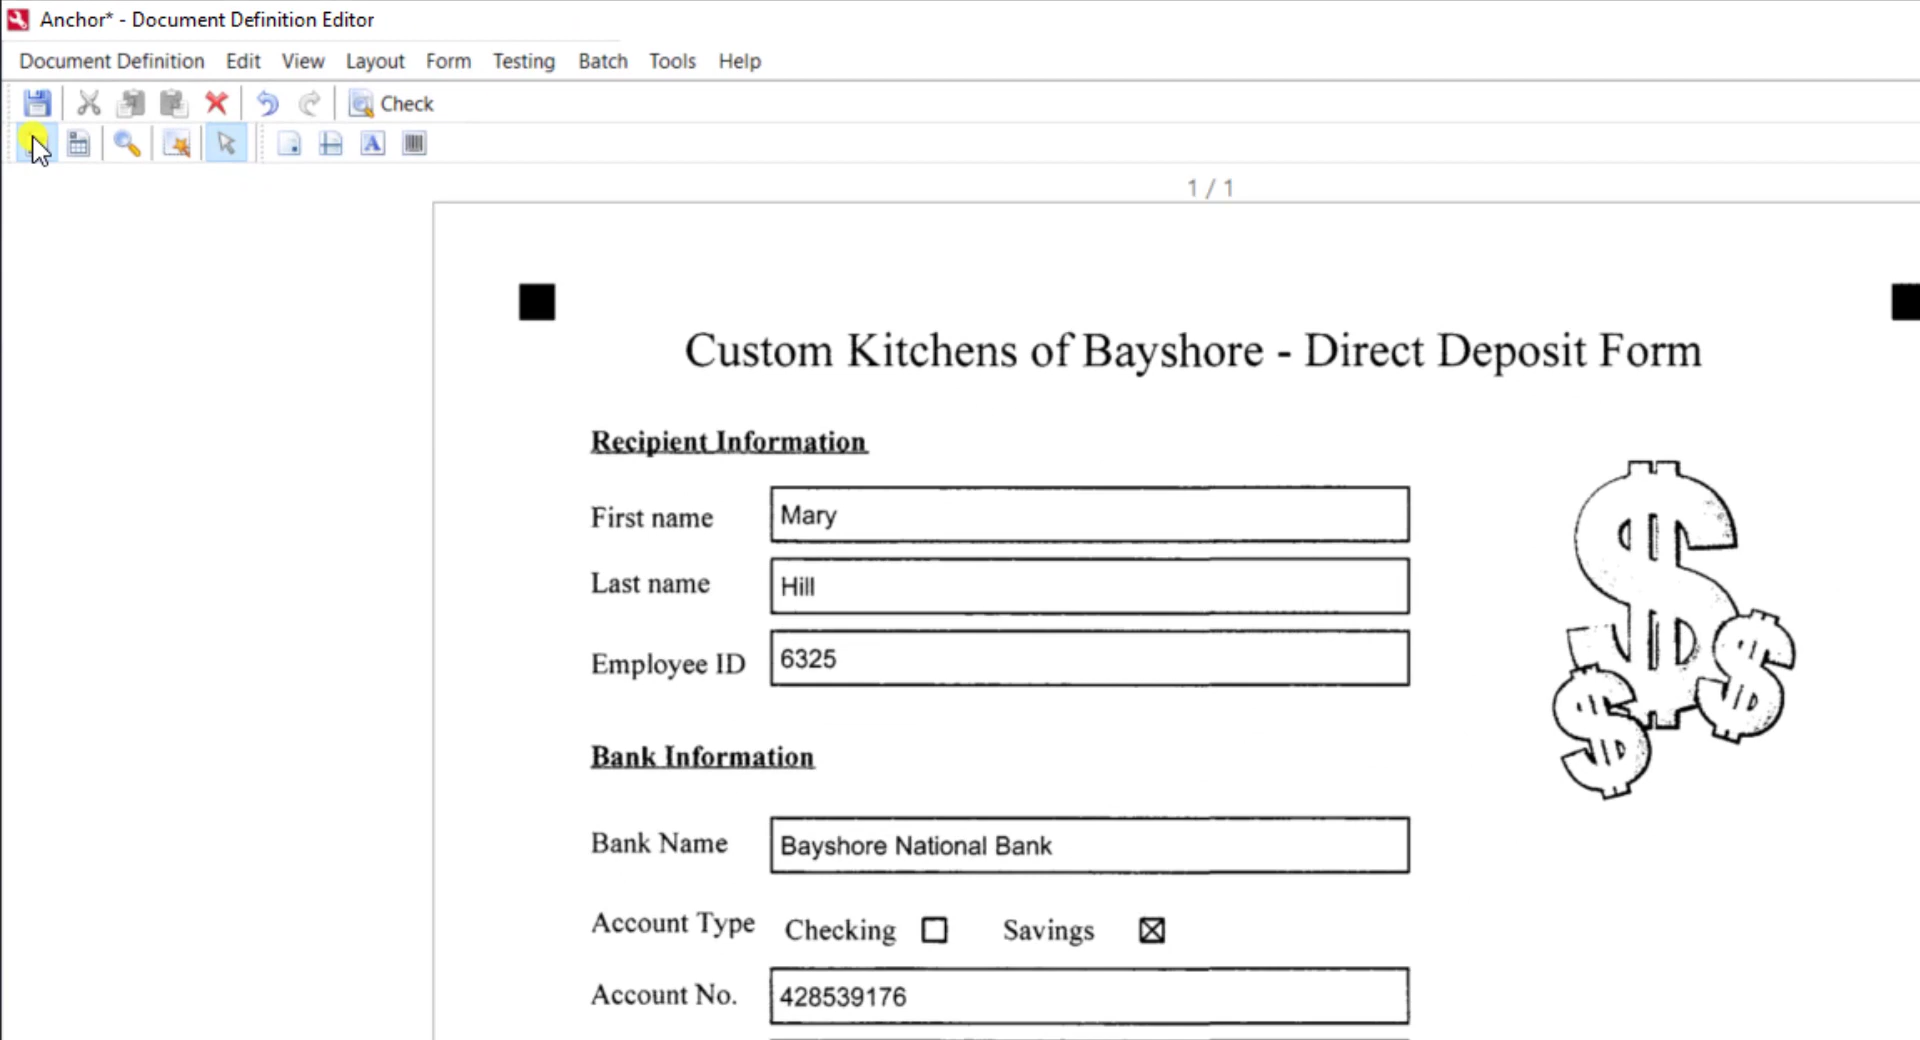 Anchor* - Document Definition Editor
Document Definition Edit View Layout Form Testing Batch Tools Help
Check
1 / 1
Custom Kitchens of Bayshore - Direct Deposit Form
Recipient Information
First name Mary
Last name Hill
Employee ID 6325
Bank Information
Bank Name Bayshore National Bank
Account Type Checking Savings
Account No. 428539176